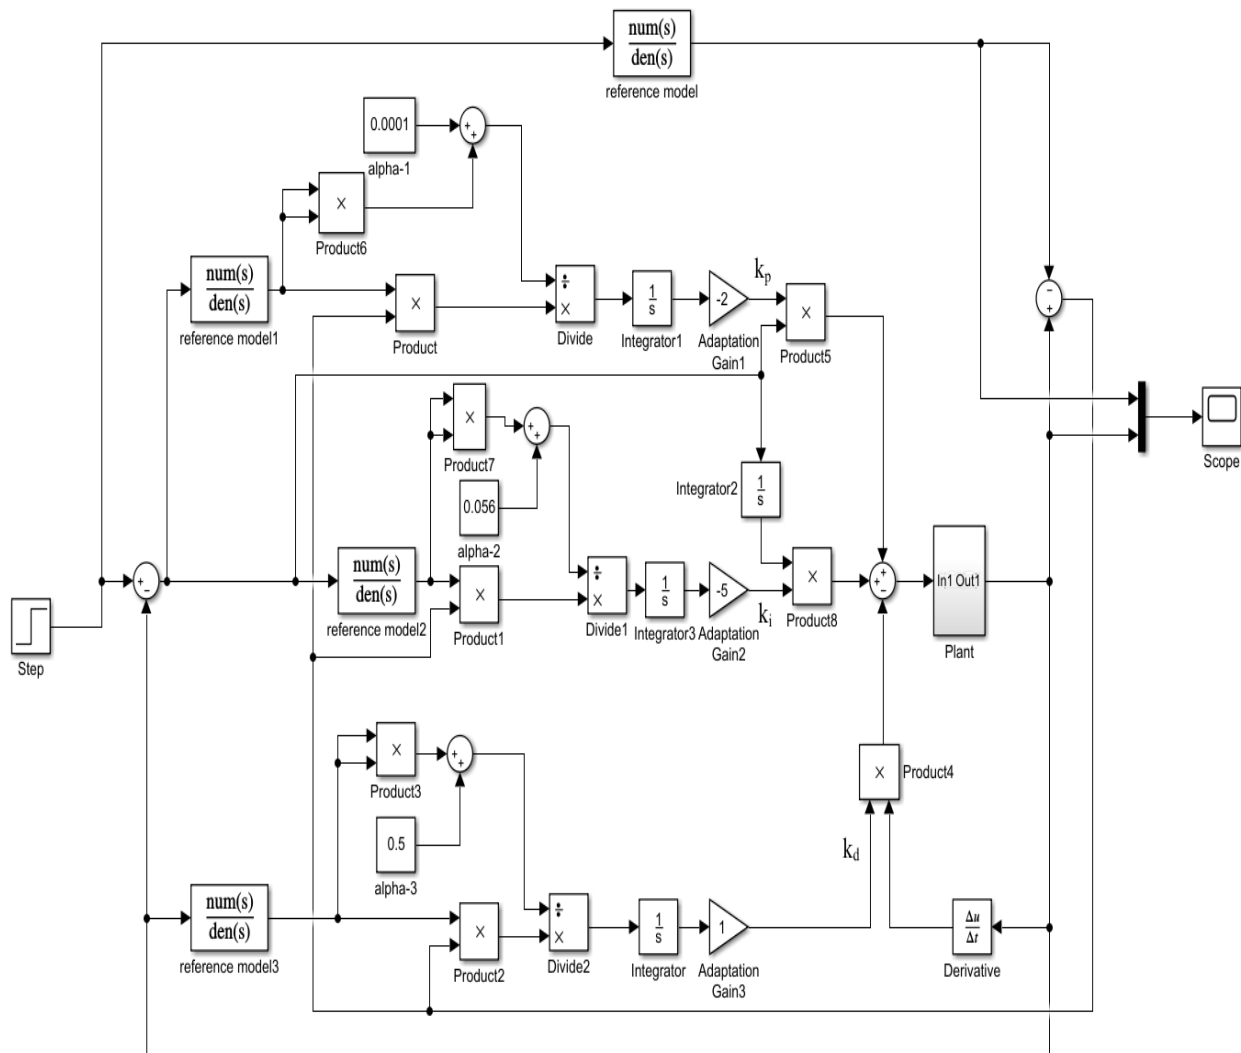 num(s)
den(s)
reference model
0.0001
alpha-1
+
+
×
Product6
num(s)
den(s)
reference model1
×
Product
÷
×
Divide
1
s
Integrator1
-2
Adaptation
Gain1
kp
×
Product5
−
+
×
Product7
+
+
0.056
alpha-2
Integrator2
1
s
Scope
+
−
num(s)
den(s)
reference model2
×
Product1
÷
×
Divide1
1
s
Integrator3
-5
Adaptation
Gain2
ki
×
Product8
+
+
−
In1 Out1
Plant
Step
×
Product3
+
+
0.5
alpha-3
×
Product4
kd
num(s)
den(s)
reference model3
×
Product2
÷
×
Divide2
1
s
Integrator
1
Adaptation
Gain3
Δu
Δt
Derivative